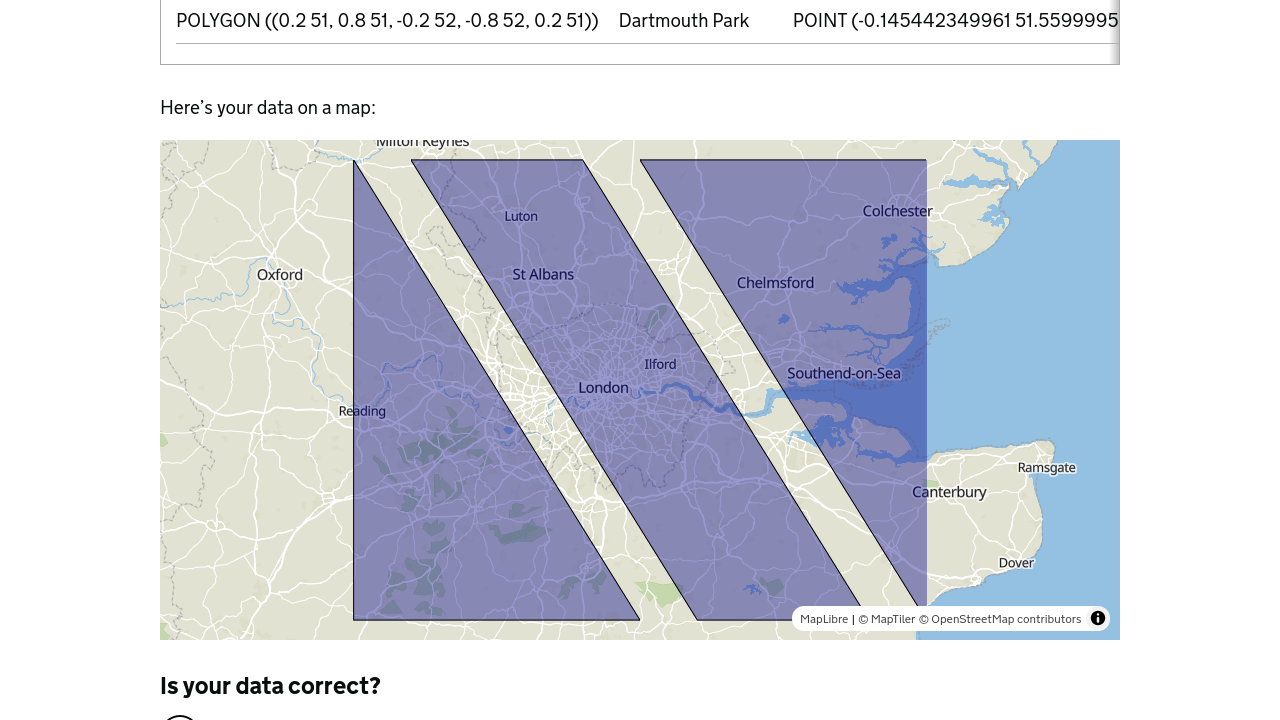 POLYGON ((0.2 51, 0.8 51, -0.2 52, -0.8 52, 0.2 51)) Dartmouth Park POINT (-0.145442349961 51.5599995
Here’s your data on a map:
Milton Keynes
Colchester
Luton
Oxford
St Albans
Chelmsford
Ilford
Southend-on-Sea
London
Reading
Ramsgate
Canterbury
Dover
MapLibre | © MapTiler © OpenStreetMap contributors
Is your data correct?